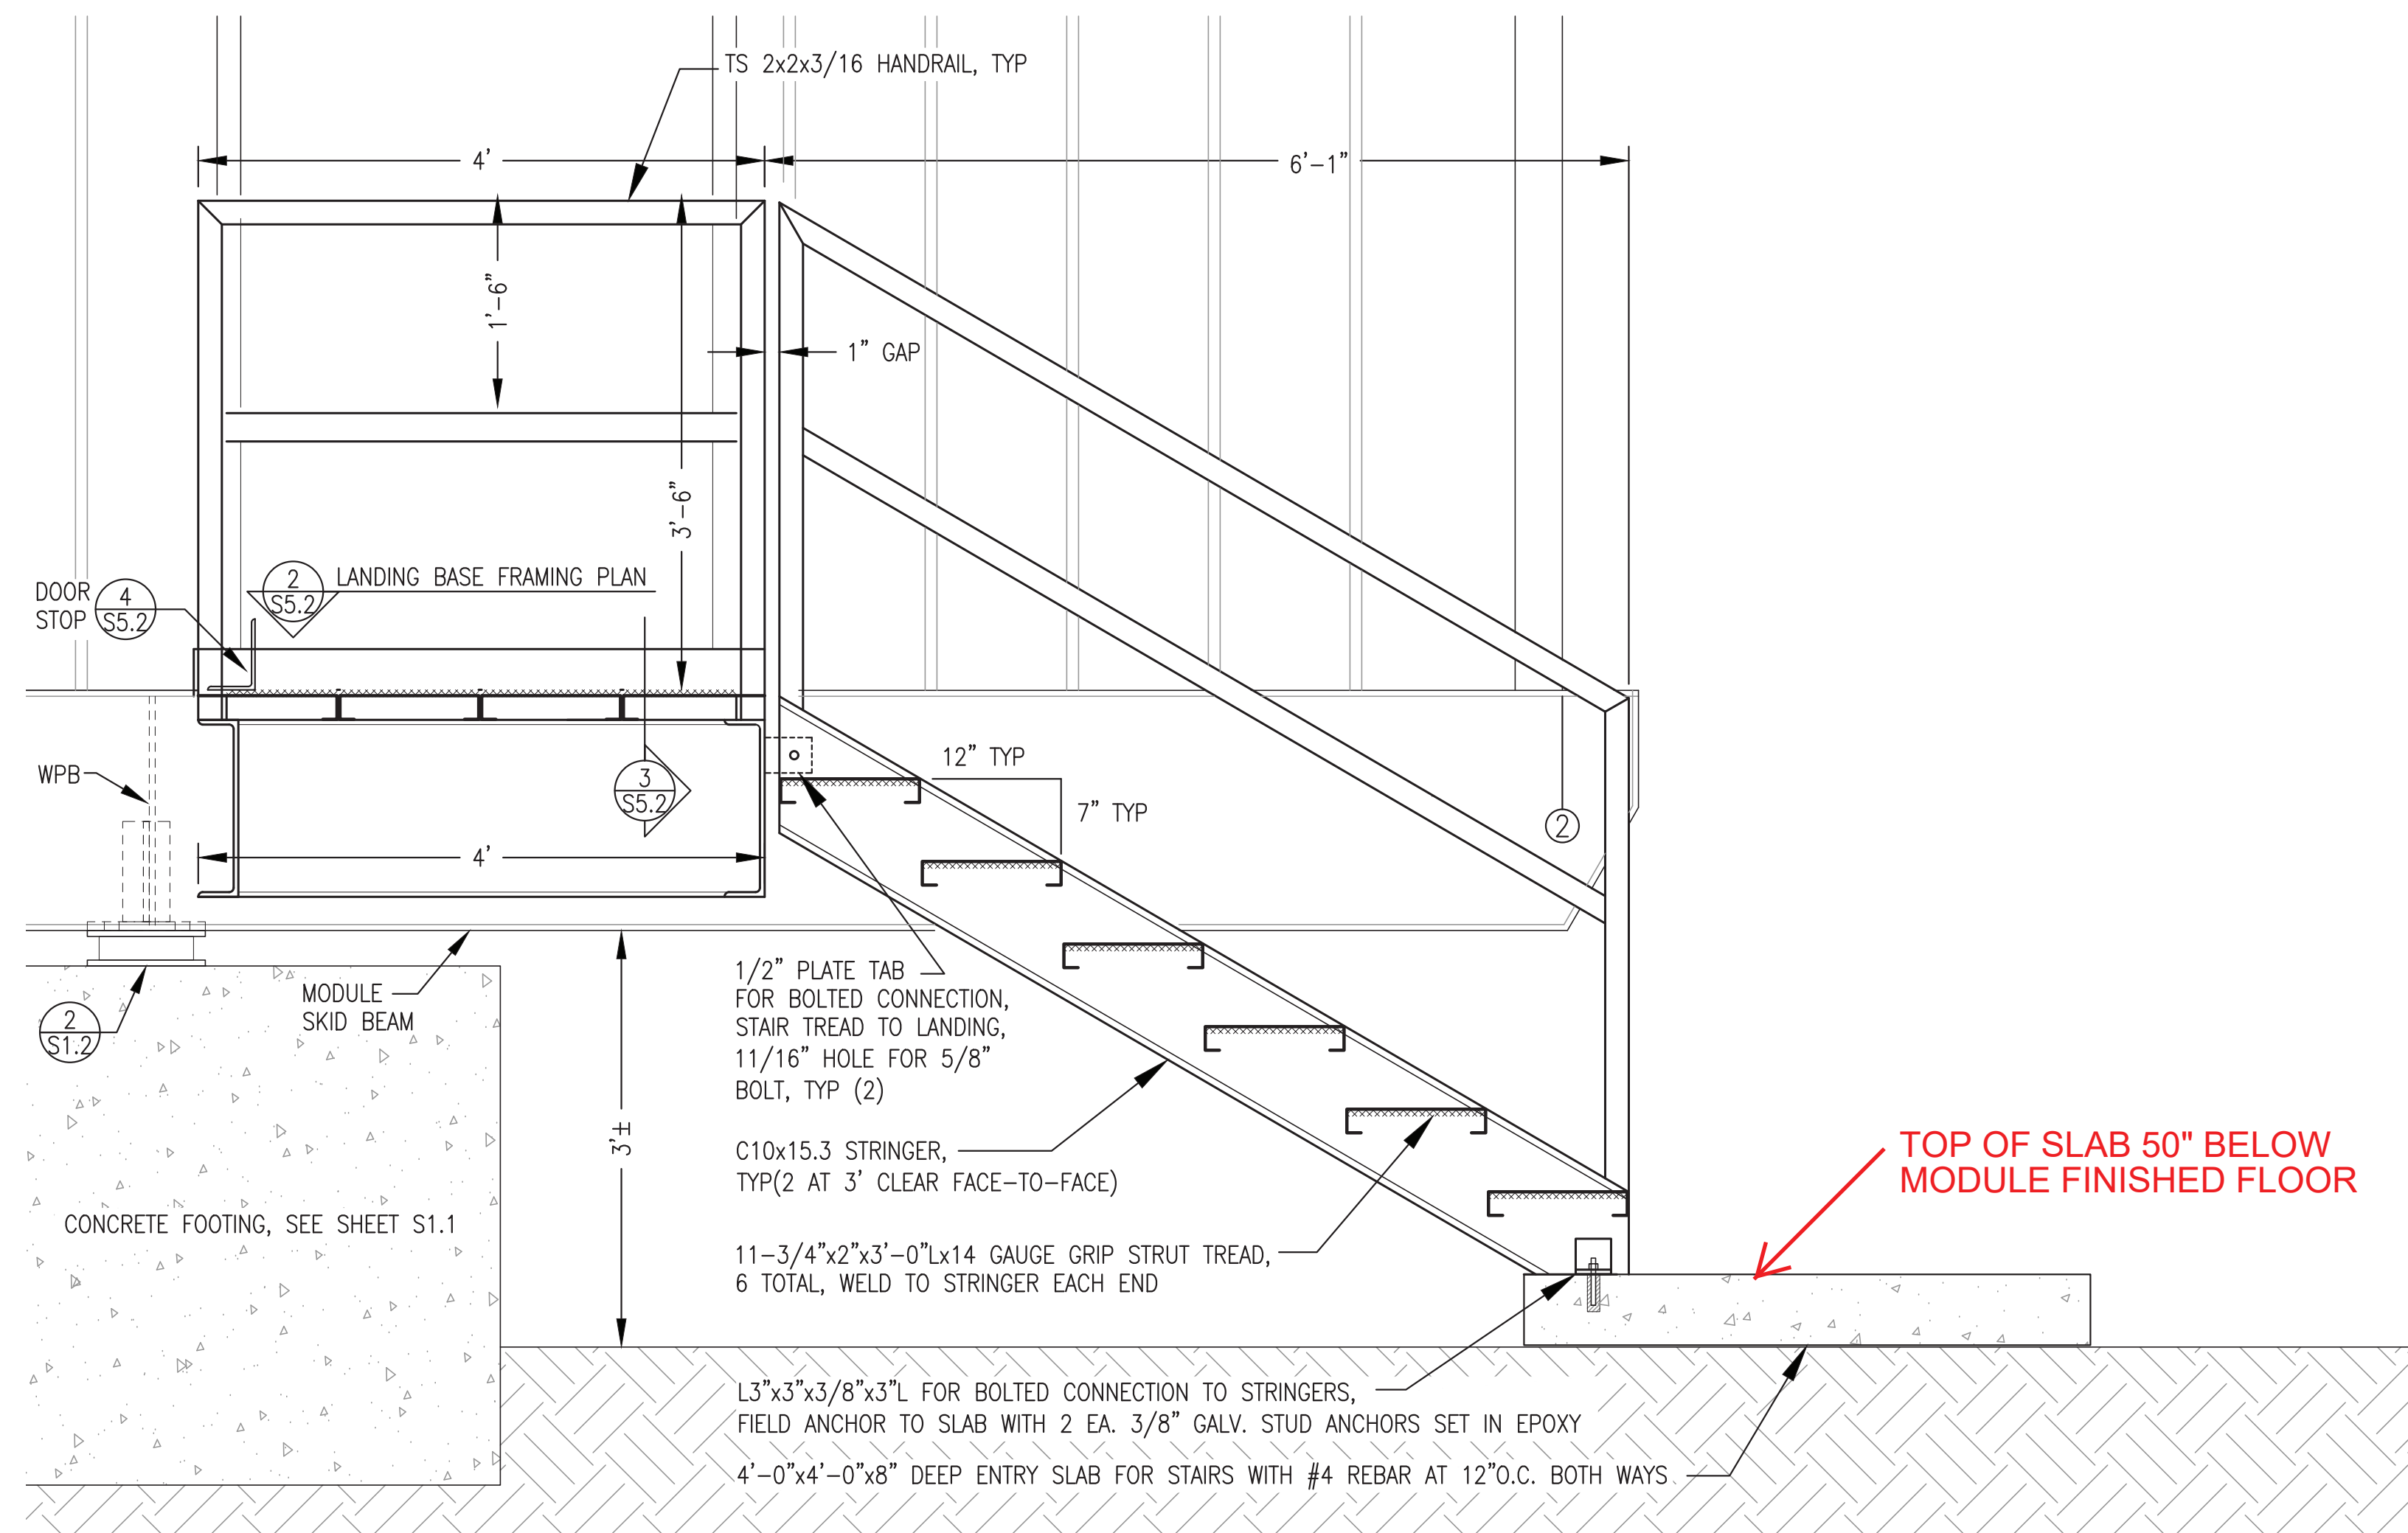 TS 2x2x3/16 HANDRAIL, TYP
4'
6'-1"
1'-6"
1" GAP
3'-6"
DOOR
STOP
4
S5.2
2
S5.2
LANDING BASE FRAMING PLAN
12" TYP
7" TYP
WPB
3
S5.2
2
4'
1/2" PLATE TAB
FOR BOLTED CONNECTION,
STAIR TREAD TO LANDING,
11/16" HOLE FOR 5/8"
BOLT, TYP (2)
MODULE
SKID BEAM
2
S1.2
3'±
C10x15.3 STRINGER,
TYP(2 AT 3' CLEAR FACE-TO-FACE)
TOP OF SLAB 50" BELOW
MODULE FINISHED FLOOR
CONCRETE FOOTING, SEE SHEET S1.1
11-3/4"x2"x3'-0"Lx14 GAUGE GRIP STRUT TREAD,
6 TOTAL, WELD TO STRINGER EACH END
L3"x3"x3/8"x3"L FOR BOLTED CONNECTION TO STRINGERS,
FIELD ANCHOR TO SLAB WITH 2 EA. 3/8" GALV. STUD ANCHORS SET IN EPOXY
4'-0"x4'-0"x8" DEEP ENTRY SLAB FOR STAIRS WITH #4 REBAR AT 12"O.C. BOTH WAYS